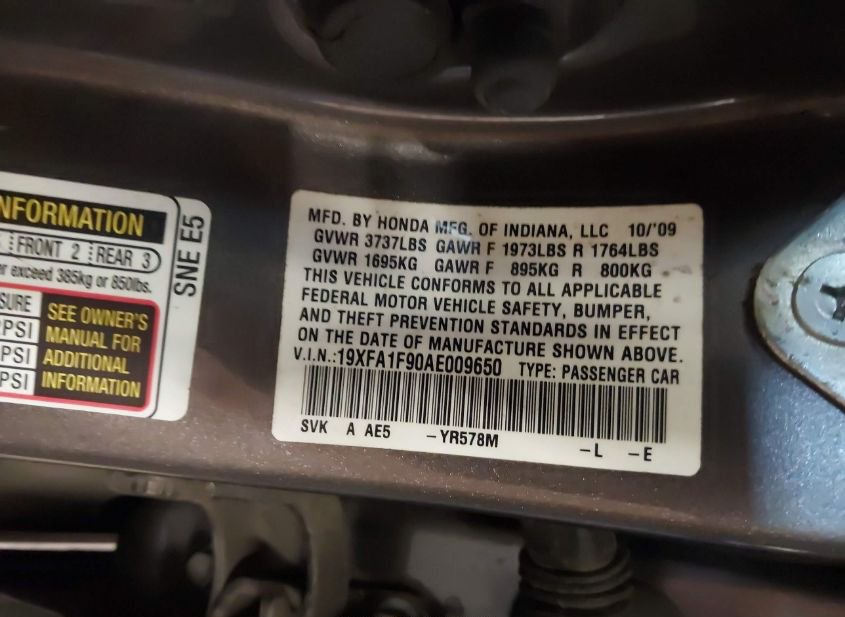 NFORMATION
FRONT 2 REAR 3
r exceed 385kg or 850lbs.
SURE
PSI
PSI
PSI
SEE OWNER'S
MANUAL FOR
ADDITIONAL
INFORMATION
SNE E5
MFD. BY HONDA MFG. OF INDIANA, LLC 10/'09
GVWR 3737LBS GAWR F 1973LBS R 1764LBS
GVWR 1695KG GAWR F 895KG R 800KG
THIS VEHICLE CONFORMS TO ALL APPLICABLE
FEDERAL MOTOR VEHICLE SAFETY, BUMPER,
AND THEFT PREVENTION STANDARDS IN EFFECT
ON THE DATE OF MANUFACTURE SHOWN ABOVE.
V.I.N.:19XFA1F90AE009650 TYPE: PASSENGER CAR
SVK A AE5 -YR578M -L -E